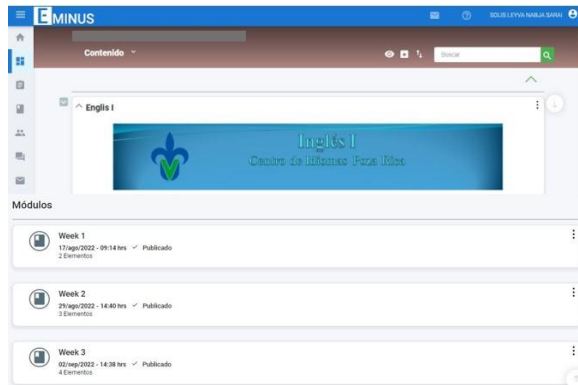 EMINUS
SOLIS LEYVA NABIJA SARAI
Contenido
Buscar
Englis I
Inglés I
Centro de Idiomas Poza Rica
Módulos
Week 1
17/ago/2022 - 09:14 hrs ✓ Publicado
2 Elementos
Week 2
29/ago/2022 - 14:40 hrs ✓ Publicado
3 Elementos
Week 3
02/sep/2022 - 14:38 hrs ✓ Publicado
4 Elementos